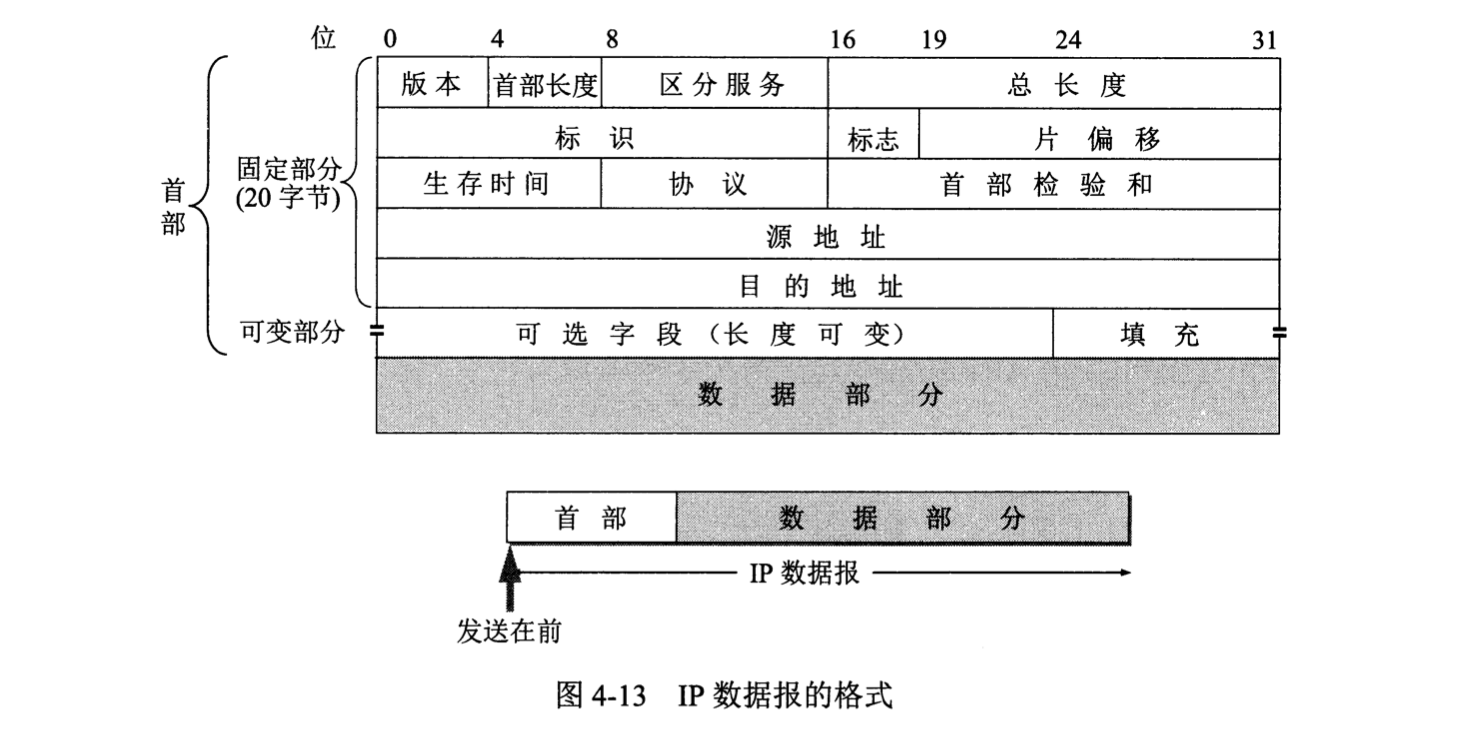 位 0 4 8 16 19 24 31
版本 首部长度 区分服务 总长度
标识 标志 片偏移
固定部分
(20 字节)
生存时间 协议 首部检验和
首部
源地址
目的地址
可变部分 可选字段（长度可变） 填充
数据部分
首部 数据部分
IP 数据报
发送在前
图 4-13 IP 数据报的格式